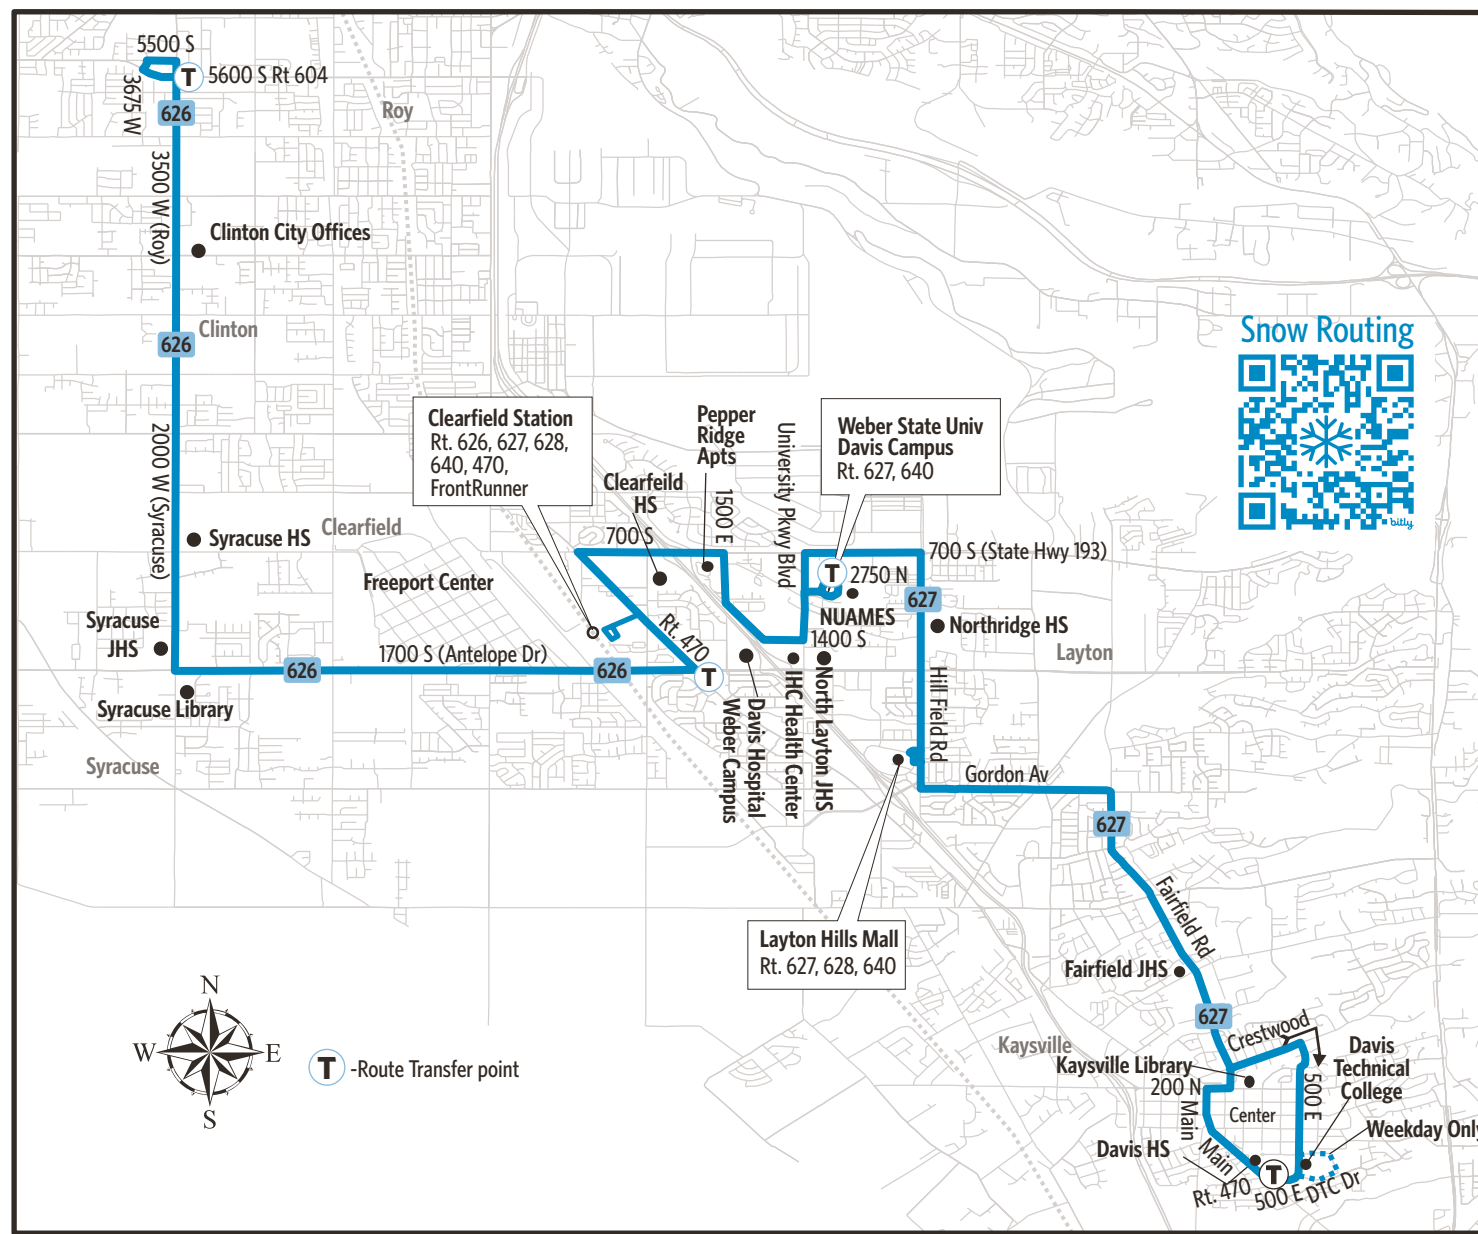 5500 S
T
5600 S Rt 604
3675 W
626
Roy
3500 W (Roy)
Clinton City Offices
Clinton
626
Snow Routing
bitly
2000 W (Syracuse)
Clearfield Station
Rt. 626, 627, 628,
640, 470,
FrontRunner
Pepper
Ridge
Apts
University Pkwy Blvd
Weber State Univ
Davis Campus
Rt. 627, 640
Clearfeild
HS
1500 E
Syracuse HS
Clearfield
700 S
700 S (State Hwy 193)
Freeport Center
T
2750 N
627
NUAMES
Syracuse
JHS
Rt. 470
1400 S
Northridge HS
Layton
1700 S (Antelope Dr)
626
626
T
Syracuse Library
Syracuse
Davis Hospital
Weber Campus
IHC Health Center
North Layton JHS
Hill Field Rd
Gordon Av
627
Fairfield Rd
Layton Hills Mall
Rt. 627, 628, 640
Fairfield JHS
N
W
E
S
T
-Route Transfer point
627
Crestwood
Kaysville
Kaysville Library
Davis
Technical
College
200 N
Main
Center
500 E
Weekday Only
Davis HS
Main
T
Rt. 470
500 E
DTC Dr